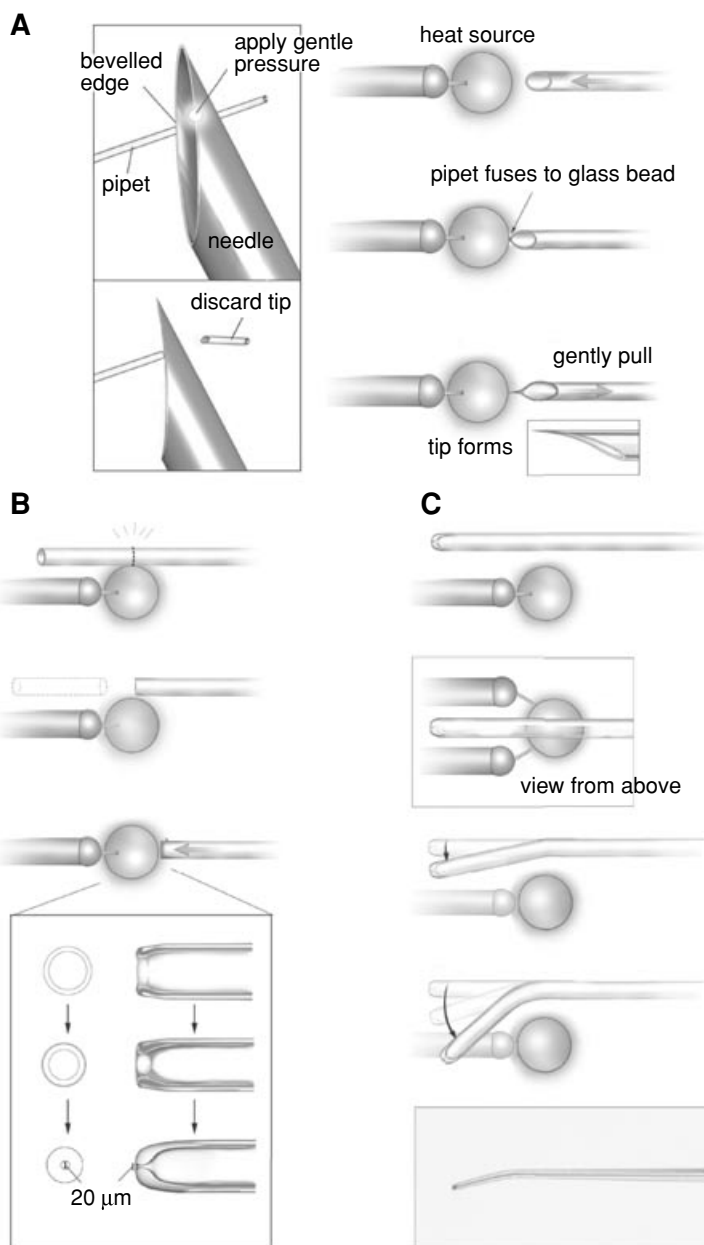 A
bevelled
edge
apply gentle
pressure
pipet
needle
discard tip
heat source
pipet fuses to glass bead
gently pull
tip forms
B
20 μm
C
view from above